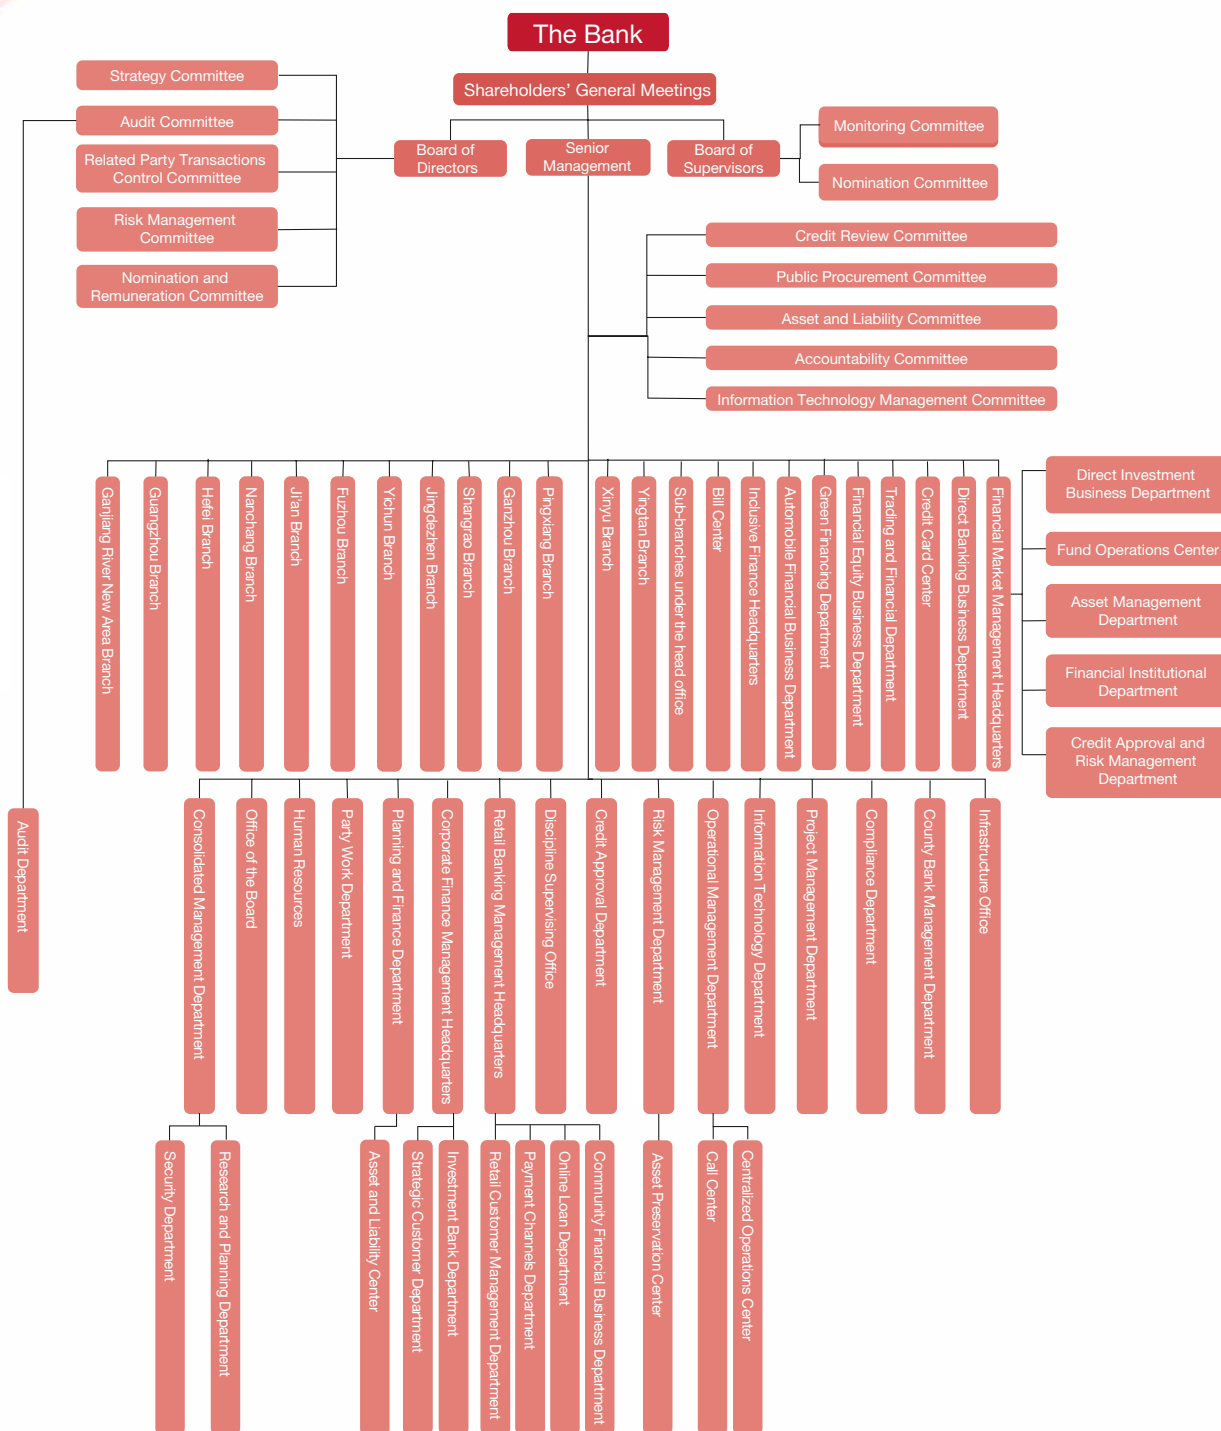 The Bank
Shareholders’ General Meetings
Board of
Directors
Senior
Management
Board of
Supervisors
Strategy Committee
Audit Committee
Related Party Transactions
Control Committee
Risk Management
Committee
Nomination and
Remuneration Committee
Monitoring Committee
Nomination Committee
Credit Review Committee
Public Procurement Committee
Asset and Liability Committee
Accountability Committee
Information Technology Management Committee
Ganjiang River New Area Branch
Guangzhou Branch
Hefei Branch
Nanchang Branch
Ji’an Branch
Fuzhou Branch
Yichun Branch
Jingdezhen Branch
Shangrao Branch
Ganzhou Branch
Pingxiang Branch
Xinyu Branch
Yingtan Branch
Sub-branches under the head office
Bill Center
Inclusive Finance Headquarters
Automobile Financial Business Department
Green Financing Department
Financial Equity Business Department
Trading and Financial Department
Credit Card Center
Direct Banking Business Department
Financial Market Management Headquarters
Direct Investment
Business Department
Fund Operations Center
Asset Management
Department
Financial Institutional
Department
Credit Approval and
Risk Management
Department
Audit Department
Consolidated Management Department
Office of the Board
Human Resources
Party Work Department
Planning and Finance Department
Corporate Finance Management Headquarters
Retail Banking Management Headquarters
Discipline Supervising Office
Credit Approval Department
Risk Management Department
Operational Management Department
Information Technology Department
Project Management Department
Compliance Department
County Bank Management Department
Infrastructure Office
Security Department
Research and Planning Department
Asset and Liability Center
Strategic Customer Department
Investment Bank Department
Retail Customer Management Department
Payment Channels Department
Online Loan Department
Community Financial Business Department
Asset Preservation Center
Call Center
Centralized Operations Center